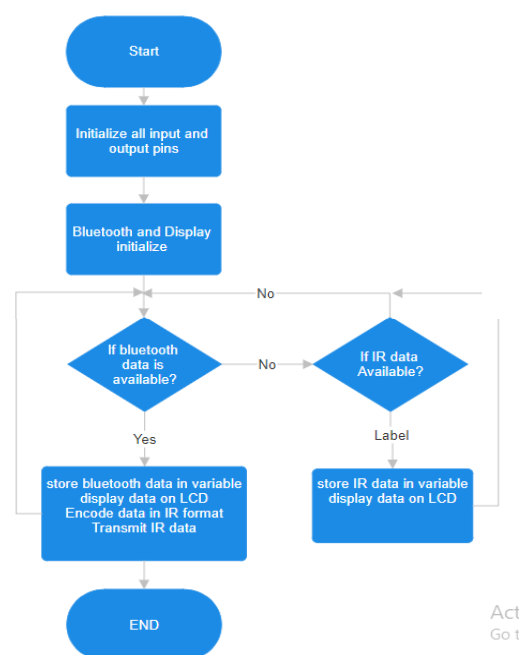 Start
Initialize all input and
output pins
Bluetooth and Display
initialize
No
If bluetooth
data is
available?
No
If IR data
Available?
Yes
Label
store bluetooth data in variable
display data on LCD
Encode data in IR format
Transmit IR data
store IR data in variable
display data on LCD
END
Act
Go t